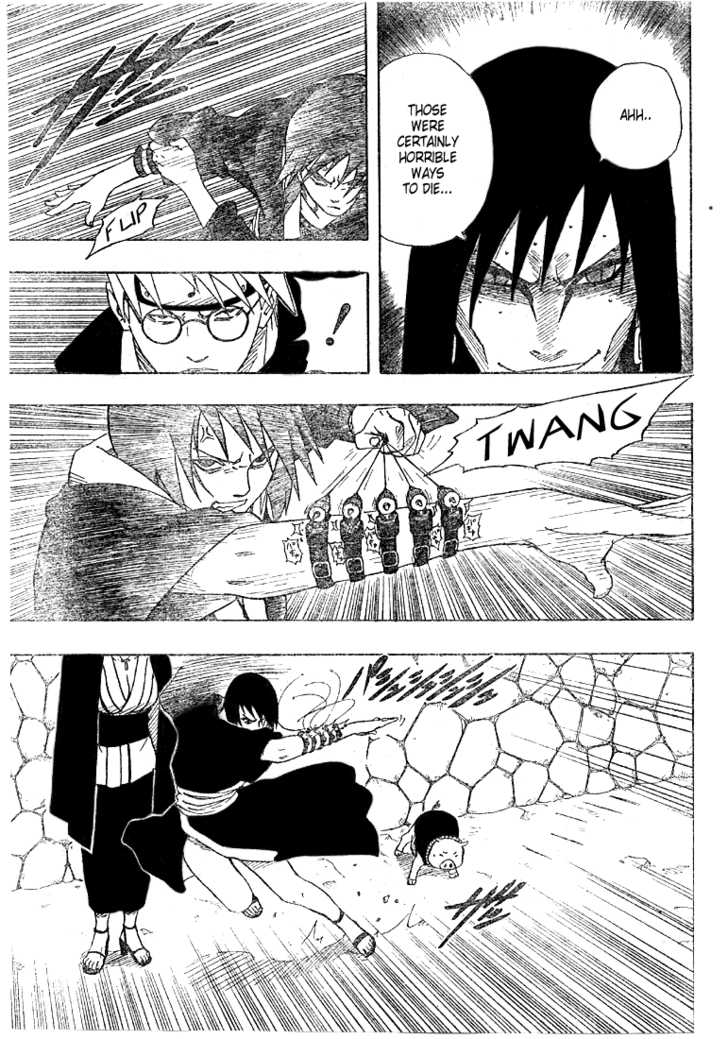 AHH..
THOSE
WERE
CERTAINLY
HORRIBLE
WAYS
TO DIE...
FLIP
!
TWANG